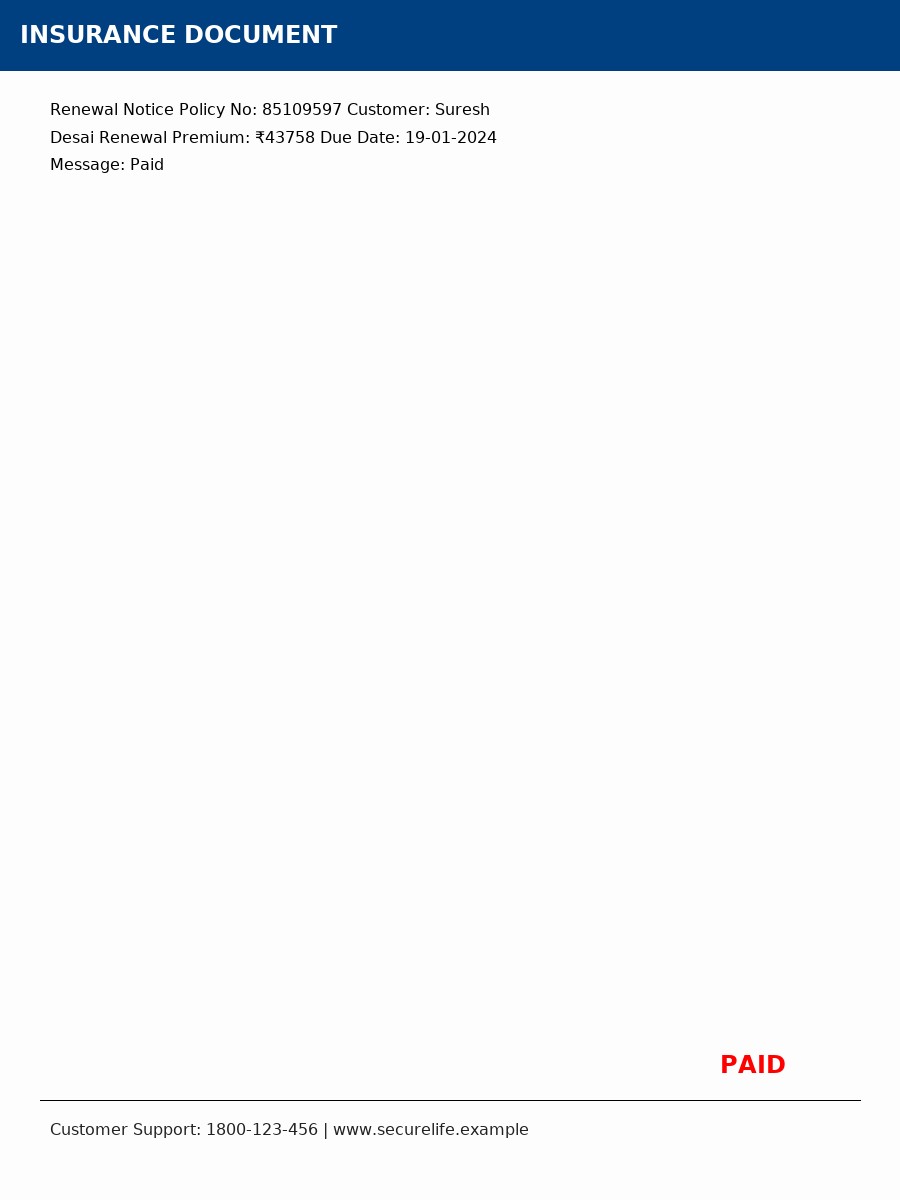 INSURANCE DOCUMENT
Renewal Notice Policy No: 85109597 Customer: Suresh
Desai Renewal Premium: ₹43758 Due Date: 19-01-2024
Message: Paid
PAID
Customer Support: 1800-123-456 | www.securelife.example